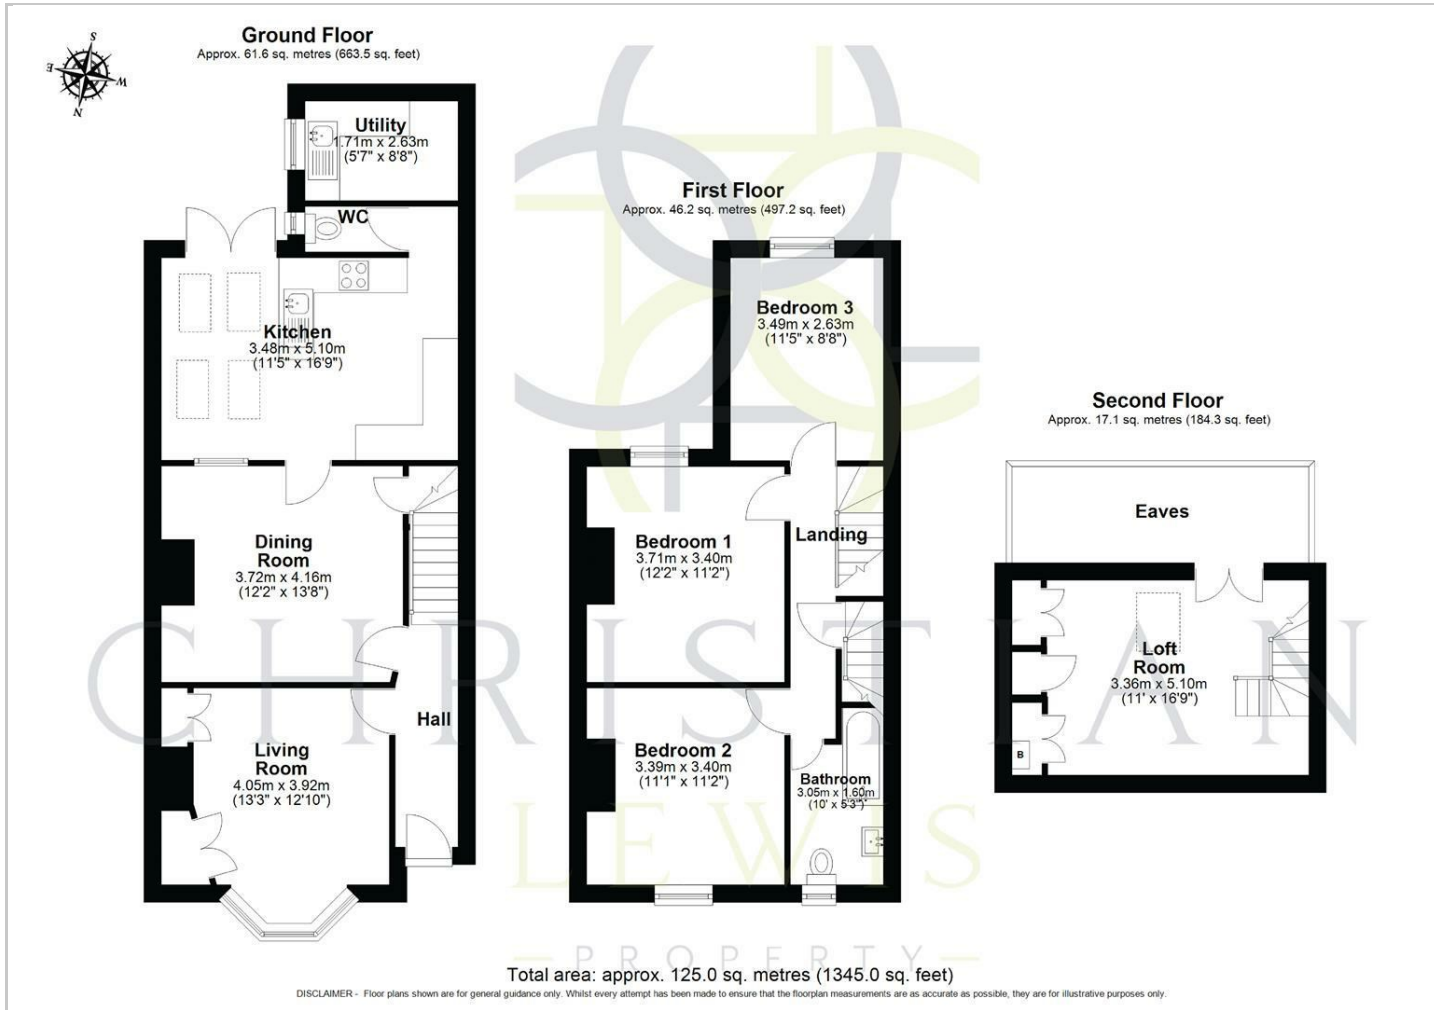 S
E
W
N
Ground Floor
Approx. 61.6 sq. metres (663.5 sq. feet)
Utility
1.71m x 2.63m
(5'7" x 8'8")
WC
Kitchen
3.48m x 5.10m
(11'5" x 16'9")
Dining
Room
3.72m x 4.16m
(12'2" x 13'8")
Hall
Living
Room
4.05m x 3.92m
(13'3" x 12'10")
First Floor
Approx. 46.2 sq. metres (497.2 sq. feet)
Bedroom 3
3.49m x 2.63m
(11'5" x 8'8")
Bedroom 1
3.71m x 3.40m
(12'2" x 11'2")
Landing
Bedroom 2
3.39m x 3.40m
(11'1" x 11'2")
Bathroom
3.05m x 1.60m
(10' x 5'3")
Second Floor
Approx. 17.1 sq. metres (184.3 sq. feet)
Eaves
Loft
Room
3.36m x 5.10m
(11' x 16'9")
B
CHRISTIAN
LEWIS
PROPERTY
Total area: approx. 125.0 sq. metres (1345.0 sq. feet)
DISCLAIMER - Floor plans shown are for general guidance only. Whilst every attempt has been made to ensure that the floorplan measurements are as accurate as possible, they are for illustrative purposes only.